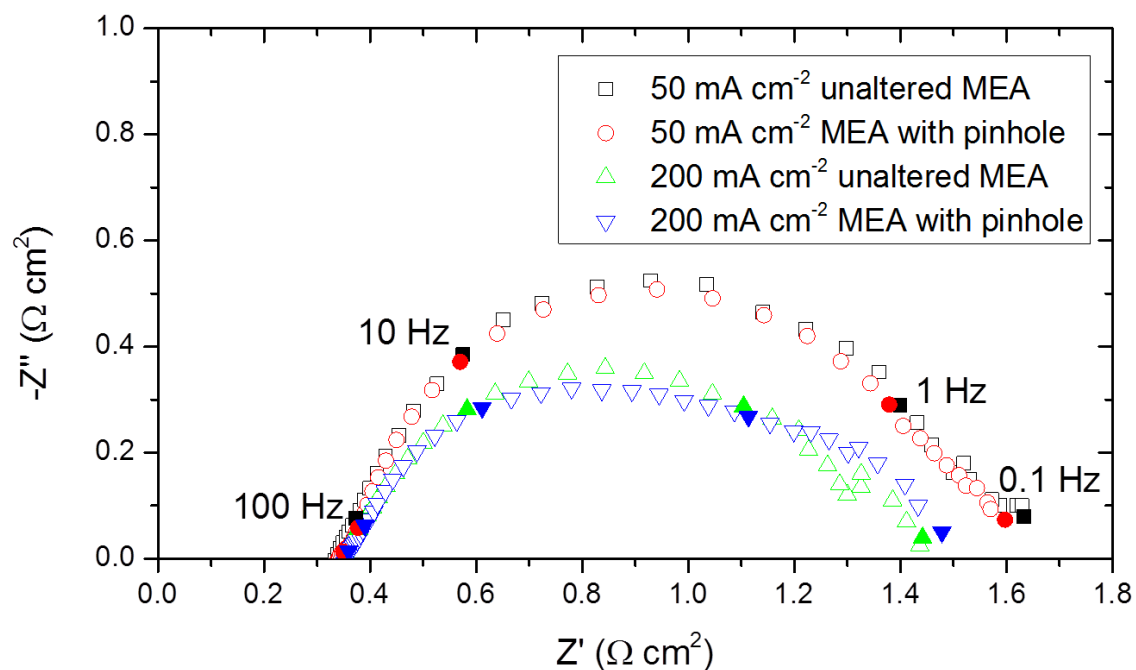 1.0
0.8
0.6
0.4
0.2
0.0
-Z'' (Ω cm²)
50 mA cm⁻² unaltered MEA
50 mA cm⁻² MEA with pinhole
200 mA cm⁻² unaltered MEA
200 mA cm⁻² MEA with pinhole
10 Hz
1 Hz
100 Hz
0.1 Hz
0.0 0.2 0.4 0.6 0.8 1.0 1.2 1.4 1.6 1.8
Z' (Ω cm²)